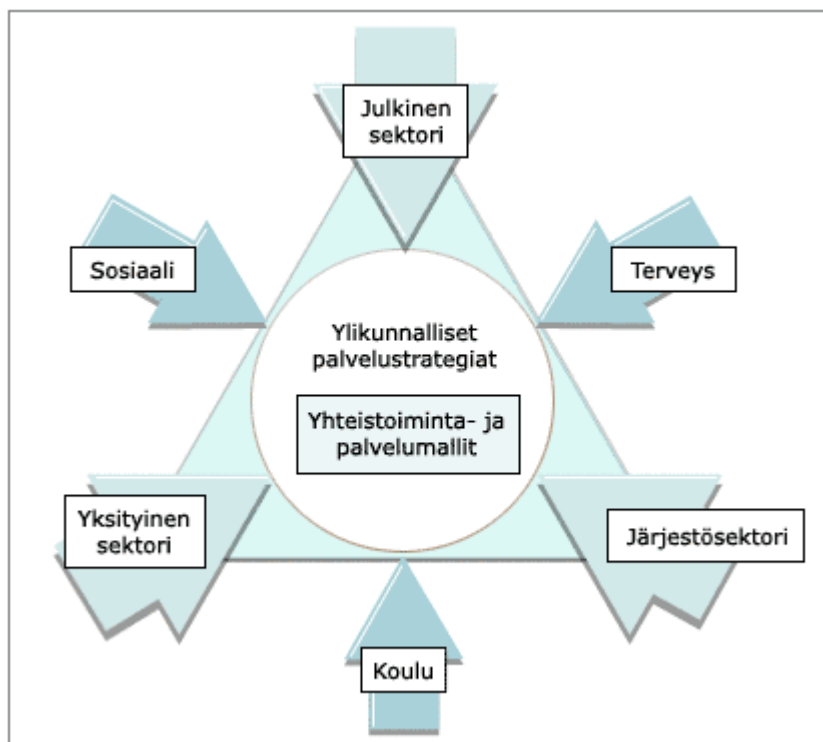 Julkinen
sektori
Sosiaali
Terveys
Ylikunnalliset
palvelustrategiat
Yhteistoiminta- ja
palvelumallit
Yksityinen
sektori
Järjestösektori
Koulu